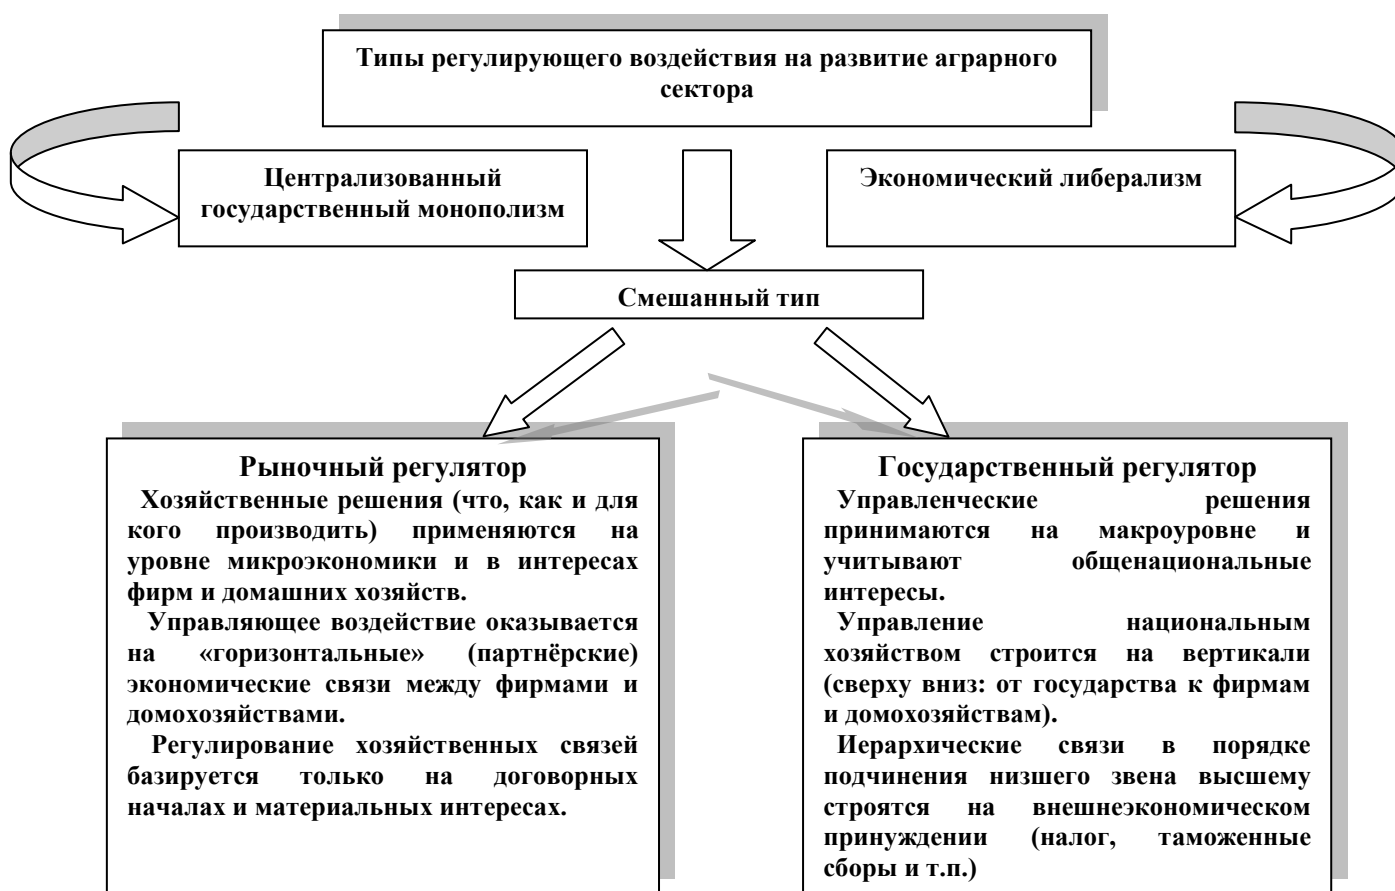 Типы регулирующего воздействия на развитие аграрного
сектора
Централизованный
государственный монополизм
Экономический либерализм
Смешанный тип
Рыночный регулятор
Хозяйственные решения (что, как и для
кого производить) применяются на
уровне микроэкономики и в интересах
фирм и домашних хозяйств.
Управляющее воздействие оказывается
на «горизонтальные» (партнёрские)
экономические связи между фирмами и
домохозяйствами.
Регулирование хозяйственных связей
базируется только на договорных
началах и материальных интересах.
Государственный регулятор
Управленческие решения
принимаются на макроуровне и
учитывают общенациональные
интересы.
Управление национальным
хозяйством строится на вертикали
(сверху вниз: от государства к фирмам
и домохозяйствам).
Иерархические связи в порядке
подчинения низшего звена высшему
строятся на внешнеэкономическом
принуждении (налог, таможенные
сборы и т.п.)